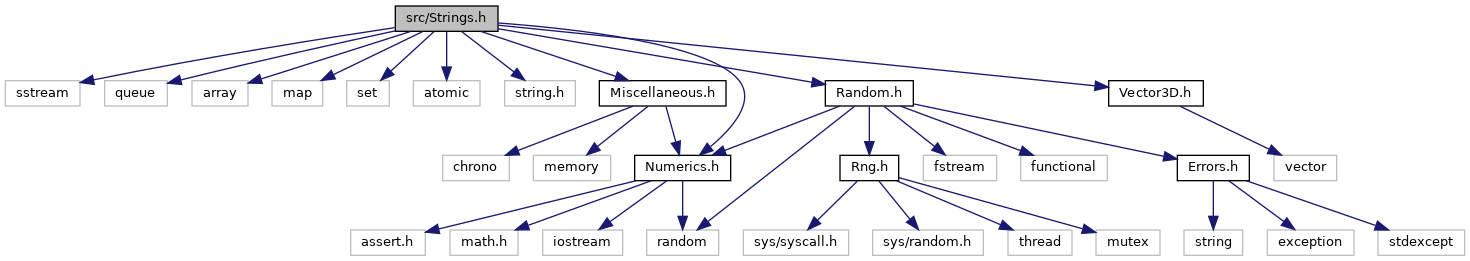 src/Strings.h
sstream
queue
array
map
set
atomic
string.h
Miscellaneous.h
Random.h
Vector3D.h
chrono
memory
Numerics.h
Rng.h
fstream
functional
Errors.h
vector
assert.h
math.h
iostream
random
sys/syscall.h
sys/random.h
thread
mutex
string
exception
stdexcept